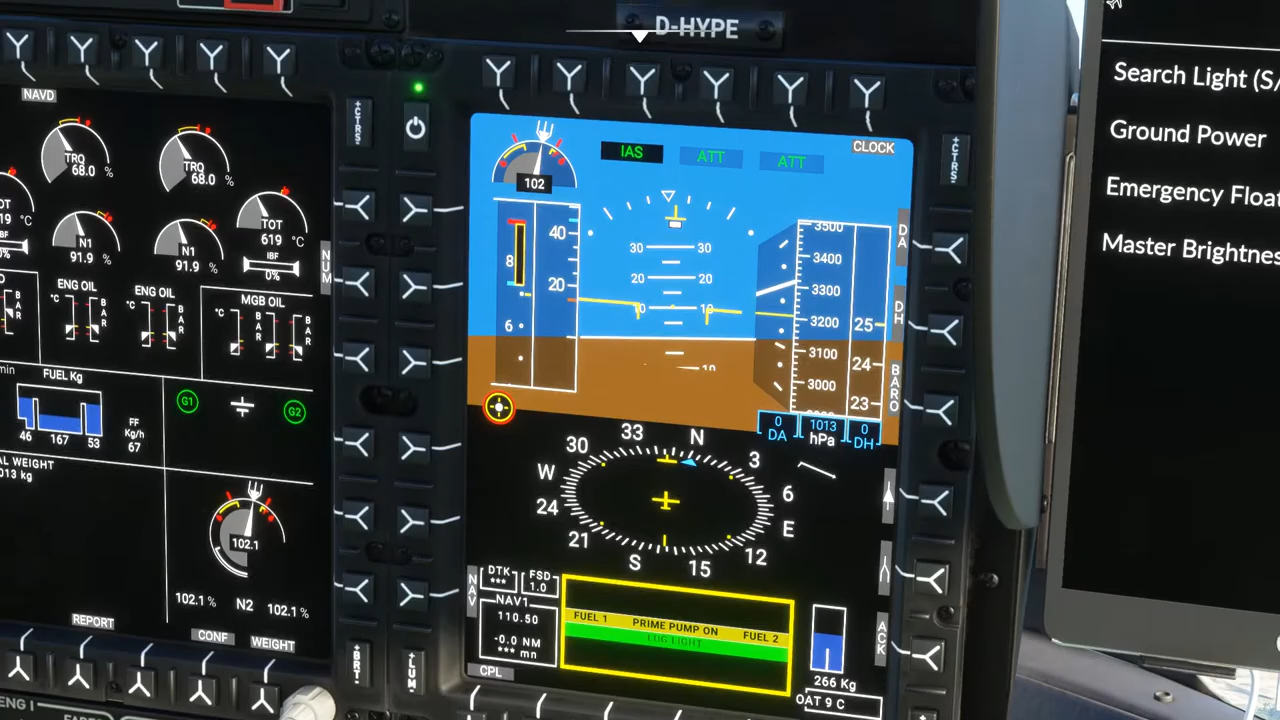 D-HYPE
NAVD
CTRS
TRQ
68.0 %
TRQ
68.0 %
TOT
619 °C
IBF
0%
N1
91.9 %
N1
91.9 %
TOT
619 °C
IBF
0%
NUM
ENG OIL
°C
BAR
ENG OIL
°C
BAR
MGB OIL
°C
BAR
BAR
FUEL Kg
46 167 53
FF
Kg/h
67
G1
G2
102.1
102.1 % N2 102.1 %
REPORT
CONF
WEIGHT
BRT
LUM
ENG I
CLOCK
CTRS
102
IAS
ATT
ATT
40
20
8
6
30 30
20 20
10 10
10
3500
3400
3300
3200
3100
3000
25
24
23
DA
DH
BARO
0
DA
1013
hPa
0
DH
33 N 3 6 E 12 15 S 21 24 W 30
NAV
DTK
***
FSD
1.0
NAV1
110.50
-0.0 NM
*** mn
CPL
FUEL 1 PRIME PUMP ON FUEL 2
LUG LIGHT
ACK
266 Kg
OAT 9 C
Search Light
Ground Power
Emergency
Master